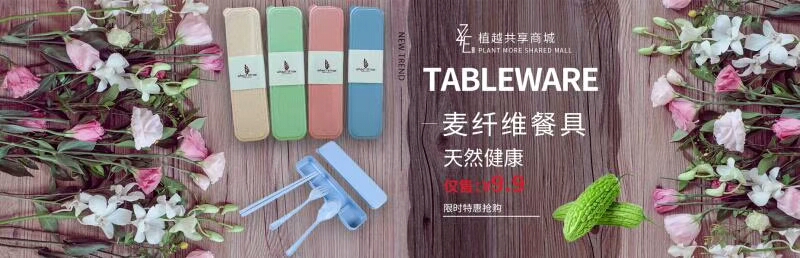 植越共享商城
PLANT MORE SHARED MALL
NEW TREND
TABLEWARE
麦纤维餐具
天然健康
仅售:¥9.9
限时特惠抢购